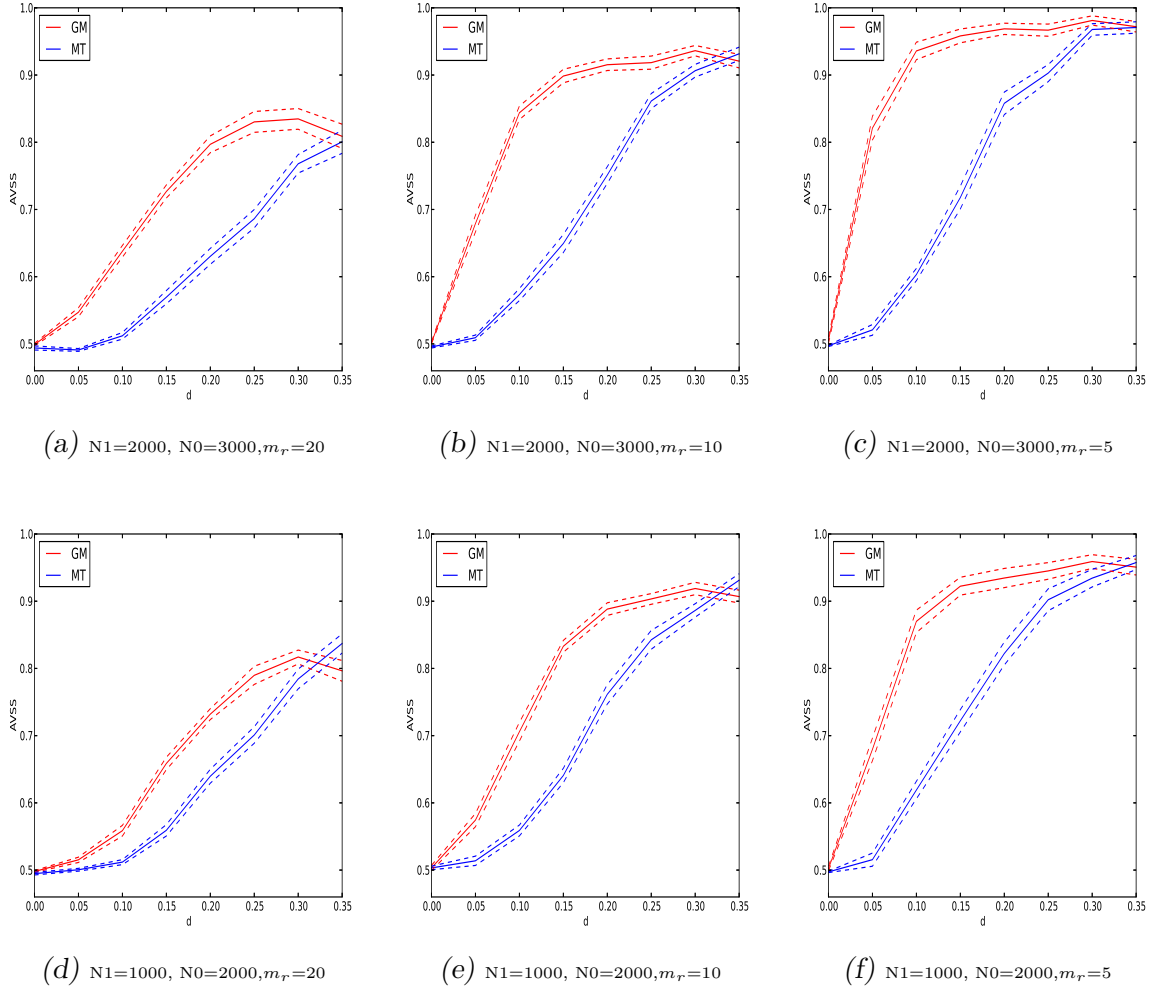 1.0
0.9
0.8
0.7
0.6
0.5
AVSS
GM
MT
0.00 0.05 0.10 0.15 0.20 0.25 0.30 0.35
d
(a) N1=2000, N0=3000,m_r=20
1.0
0.9
0.8
0.7
0.6
0.5
AVSS
GM
MT
0.00 0.05 0.10 0.15 0.20 0.25 0.30 0.35
d
(b) N1=2000, N0=3000,m_r=10
1.0
0.9
0.8
0.7
0.6
0.5
AVSS
GM
MT
0.00 0.05 0.10 0.15 0.20 0.25 0.30 0.35
d
(c) N1=2000, N0=3000,m_r=5
1.0
0.9
0.8
0.7
0.6
0.5
AVSS
GM
MT
0.00 0.05 0.10 0.15 0.20 0.25 0.30 0.35
d
(d) N1=1000, N0=2000,m_r=20
1.0
0.9
0.8
0.7
0.6
0.5
AVSS
GM
MT
0.00 0.05 0.10 0.15 0.20 0.25 0.30 0.35
d
(e) N1=1000, N0=2000,m_r=10
1.0
0.9
0.8
0.7
0.6
0.5
AVSS
GM
MT
0.00 0.05 0.10 0.15 0.20 0.25 0.30 0.35
d
(f) N1=1000, N0=2000,m_r=5